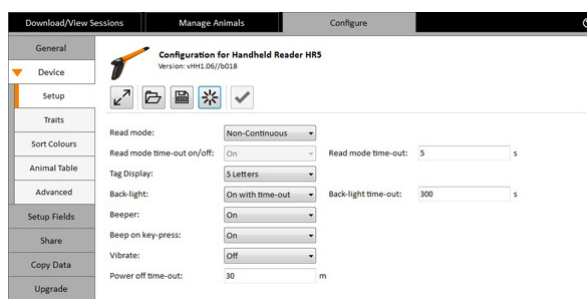 Download/View Sessions Manage Animals Configure
General
Device
Setup
Traits
Sort Colours
Animal Table
Advanced
Setup Fields
Share
Copy Data
Upgrade
Configuration for Handheld Reader HR5
Version: vHH1.06//b018
Read mode: Non-Continuous
Read mode time-out on/off: On Read mode time-out: 5 s
Tag Display: 5 Letters
Back-light: On with time-out Back-light time-out: 300 s
Beeper: On
Beep on key-press: On
Vibrate: Off
Power off time-out: 30 m